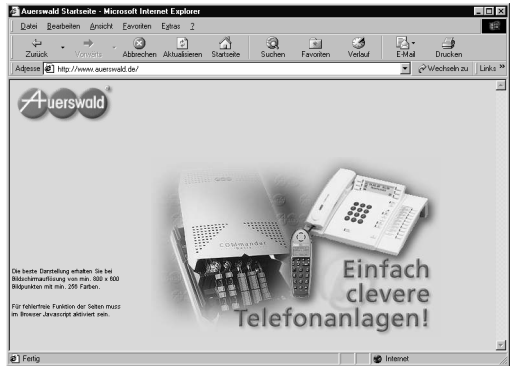 Auerswald Startseite - Microsoft Internet Explorer
Datei Bearbeiten Ansicht Favoriten Extras ?
Zurück Vorwärts Abbrechen Aktualisieren Startseite Suchen Favoriten Verlauf E-Mail Drucken
Adresse http://www.auerswald.de/ Wechseln zu Links »
Auerswald
COMmander
Die beste Darstellung erhalten Sie bei
Bildschirmauflösung von min. 800 x 600
Bildpunkten mit min. 256 Farben.
Für fehlerfreie Funktion der Seiten muss
im Browser Javascript aktiviert sein.
Einfach
clevere
Telefonanlagen!
Fertig Internet